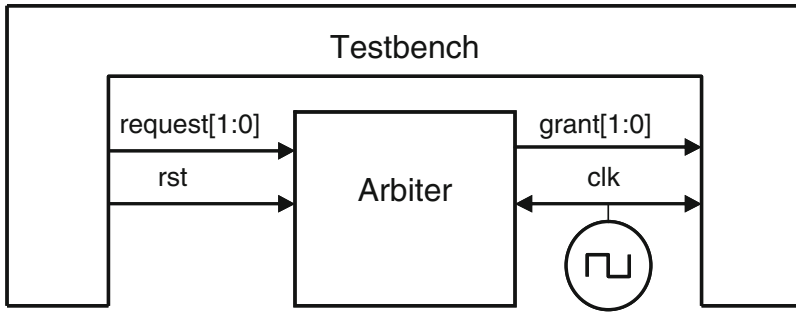 Testbench
request[1:0]
grant[1:0]
rst
Arbiter
clk